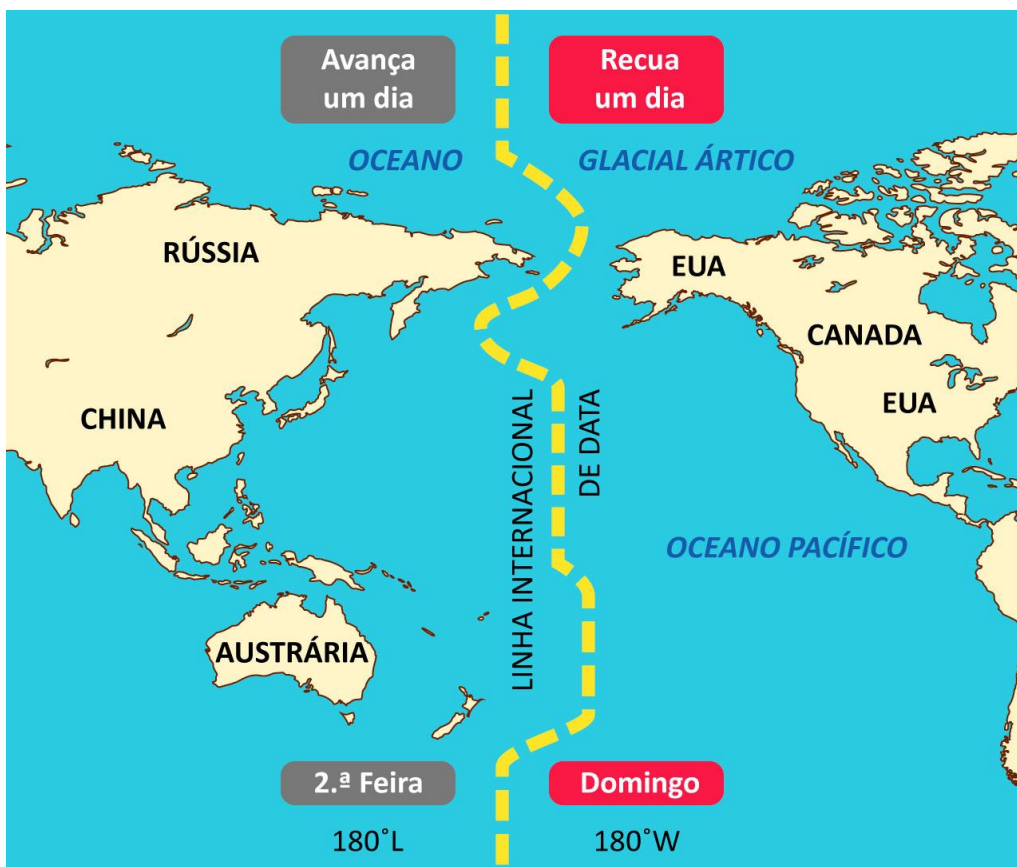 Avança
um dia
Recua
um dia
OCEANO GLACIAL ÁRTICO
RÚSSIA
EUA
CANADA
CHINA
EUA
LINHA INTERNACIONAL
DE DATA
OCEANO PACÍFICO
AUSTRÁRIA
2.ª Feira
Domingo
180°L
180°W